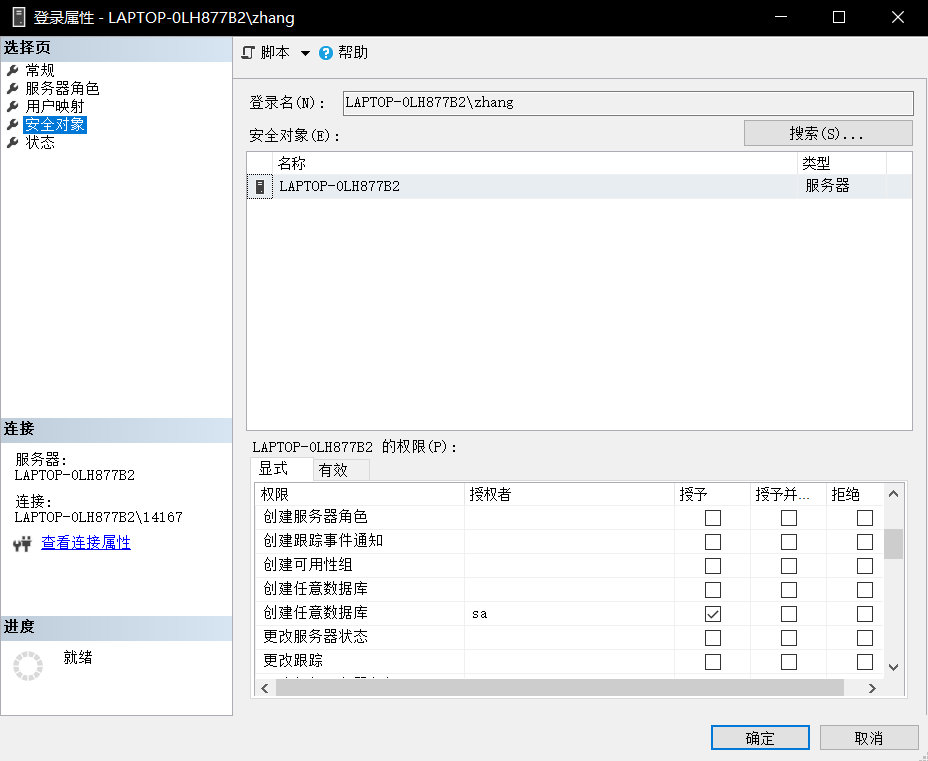 登录属性 - LAPTOP-0LH877B2\zhang
选择页
常规
服务器角色
用户映射
安全对象
状态
脚本 帮助
登录名(N):
LAPTOP-0LH877B2\zhang
安全对象(E):
搜索(S)...
名称 类型
LAPTOP-0LH877B2 服务器
连接
服务器:
LAPTOP-0LH877B2
连接:
LAPTOP-0LH877B2\14167
查看连接属性
进度
就绪
LAPTOP-0LH877B2 的权限(P):
显式 有效
权限 授权者 授予 授予并... 拒绝
创建服务器角色
创建跟踪事件通知
创建可用性组
创建任意数据库
创建任意数据库 sa
更改服务器状态
更改跟踪
确定 取消